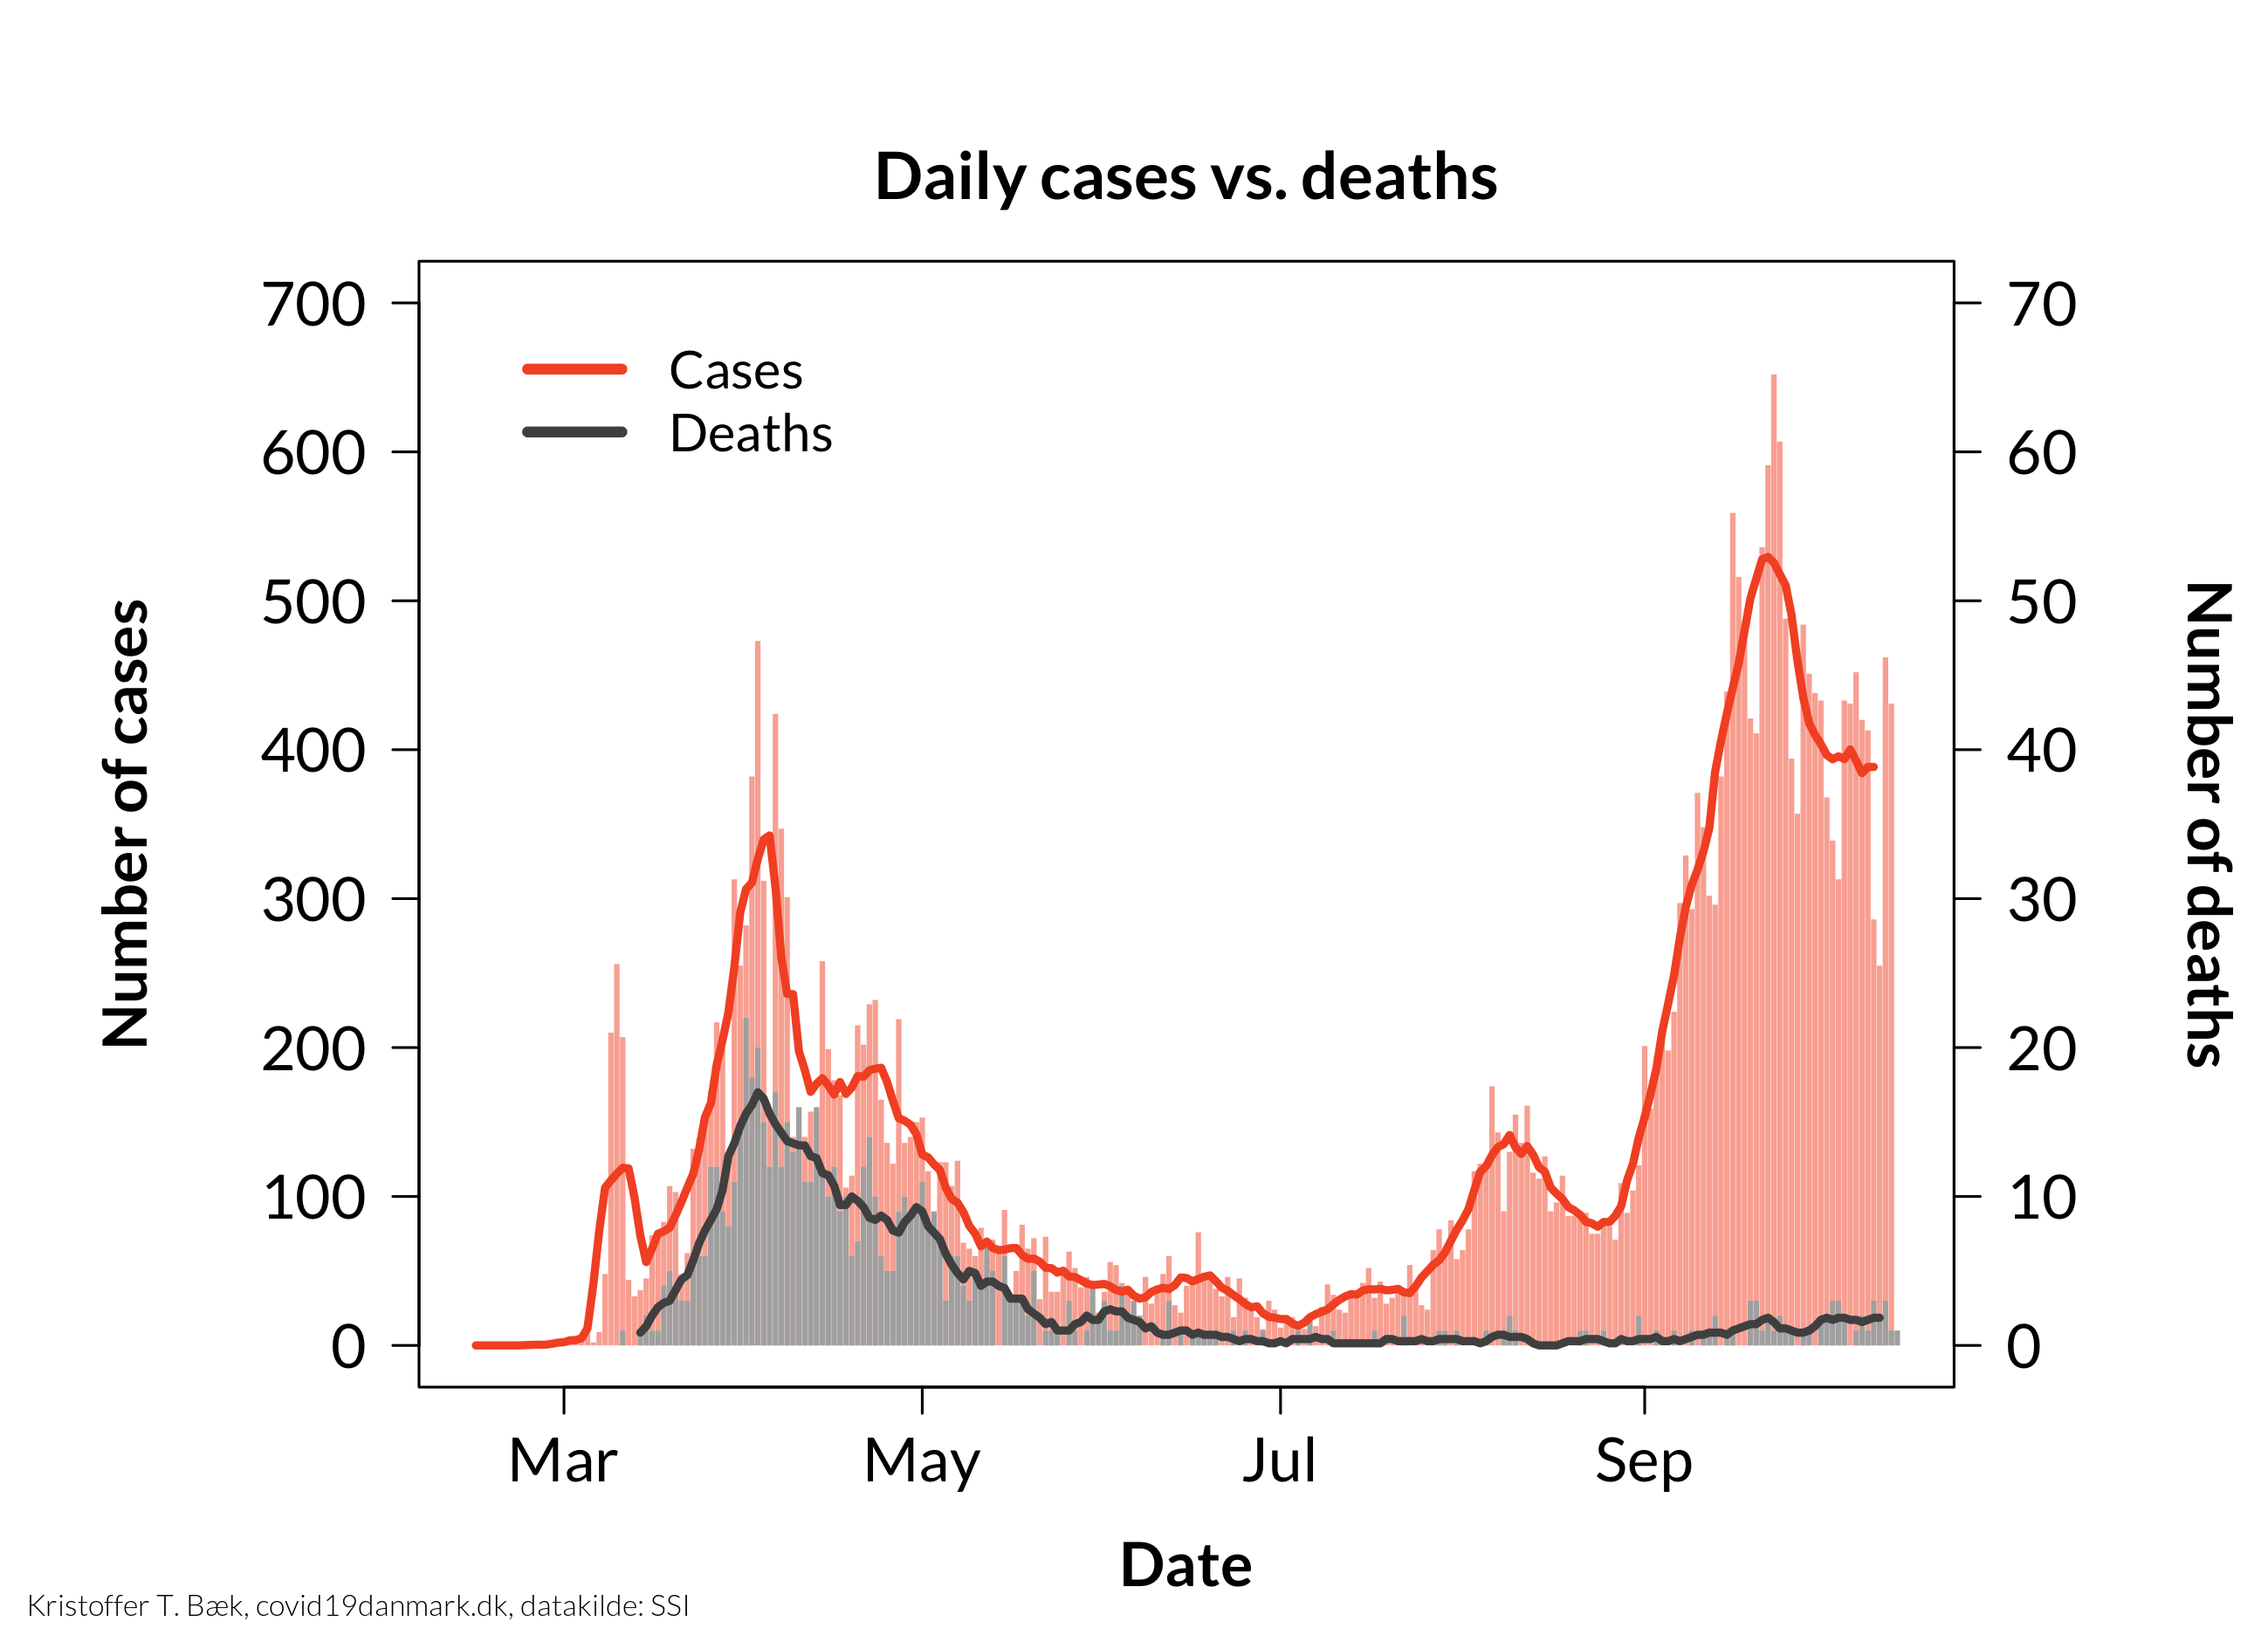 Daily cases vs. deaths
Cases
Deaths
Number of cases
700
600
500
400
300
200
100
0
Number of deaths
70
60
50
40
30
20
10
0
Mar May Jul Sep
Date
Kristoffer T. Bæk, covid19danmark.dk, datakilde: SSI